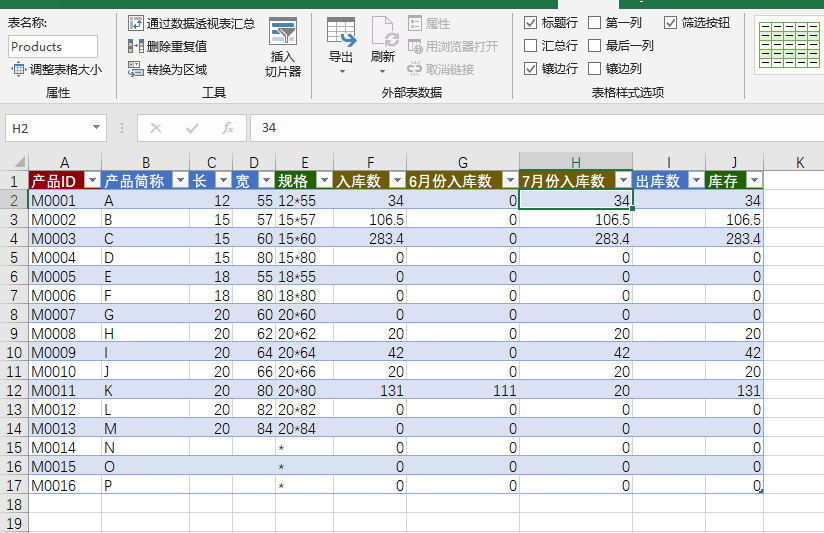 表名称:
Products
调整表格大小
属性
通过数据透视表汇总
删除重复值
转换为区域
插入
切片器
工具
导出
刷新
属性
用浏览器打开
取消链接
外部表数据
标题行 第一列 筛选按钮
汇总行 最后一列
镶边行 镶边列
表格样式选项
H2 fx 34
A B C D E F G H I J K
1 产品ID 产品简称 长 宽 规格 入库数 6月份入库数 7月份入库数 出库数 库存
2 M0001 A 12 55 12*55 34 0 34 34
3 M0002 B 15 57 15*57 106.5 0 106.5 106.5
4 M0003 C 15 60 15*60 283.4 0 283.4 283.4
5 M0004 D 15 80 15*80 0 0 0 0
6 M0005 E 18 55 18*55 0 0 0 0
7 M0006 F 18 80 18*80 0 0 0 0
8 M0007 G 20 60 20*60 0 0 0 0
9 M0008 H 20 62 20*62 20 0 20 20
10 M0009 I 20 64 20*64 42 0 42 42
11 M0010 J 20 66 20*66 20 0 20 20
12 M0011 K 20 80 20*80 131 111 20 131
13 M0012 L 20 82 20*82 0 0 0 0
14 M0013 M 20 84 20*84 0 0 0 0
15 M0014 N * 0 0 0 0
16 M0015 O * 0 0 0 0
17 M0016 P * 0 0 0 0
18
19